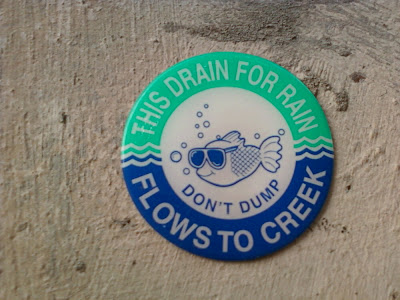 THIS DRAIN FOR RAIN
DON'T DUMP
FLOWS TO CREEK